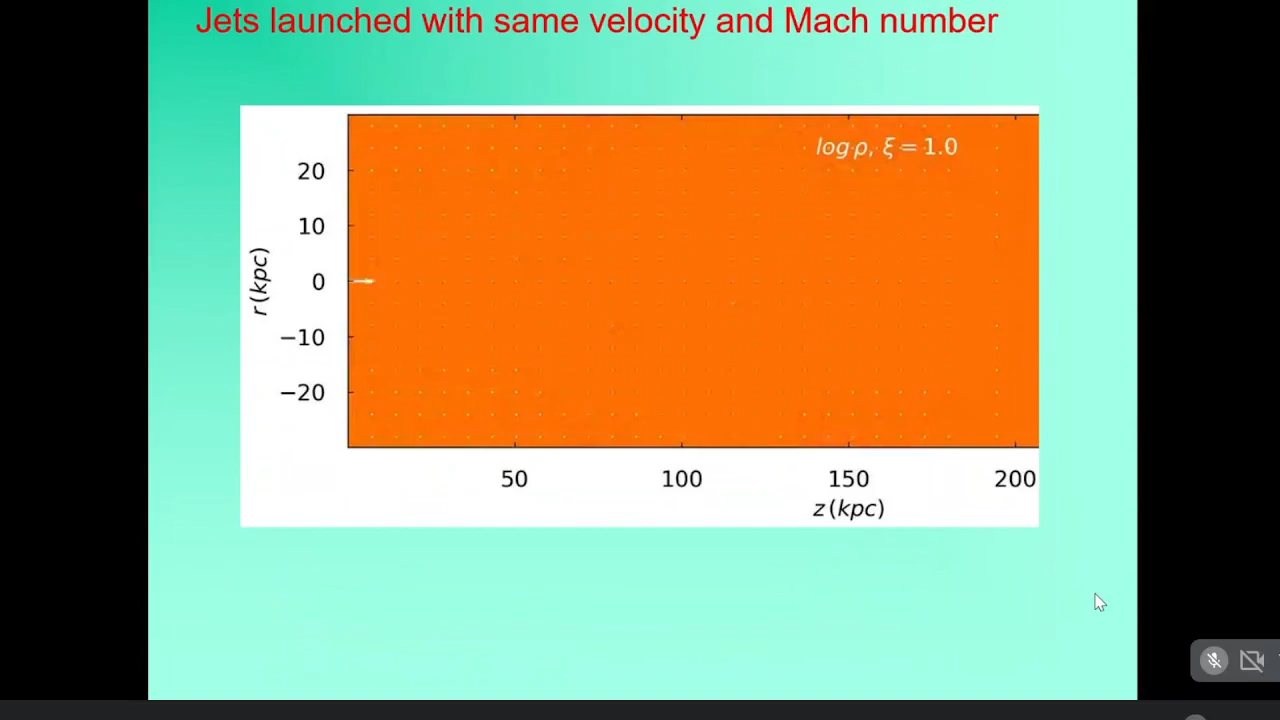 Jets launched with same velocity and Mach number
log ρ, ξ = 1.0
20
10
0
−10
−20
r (kpc)
50 100 150 200
z (kpc)